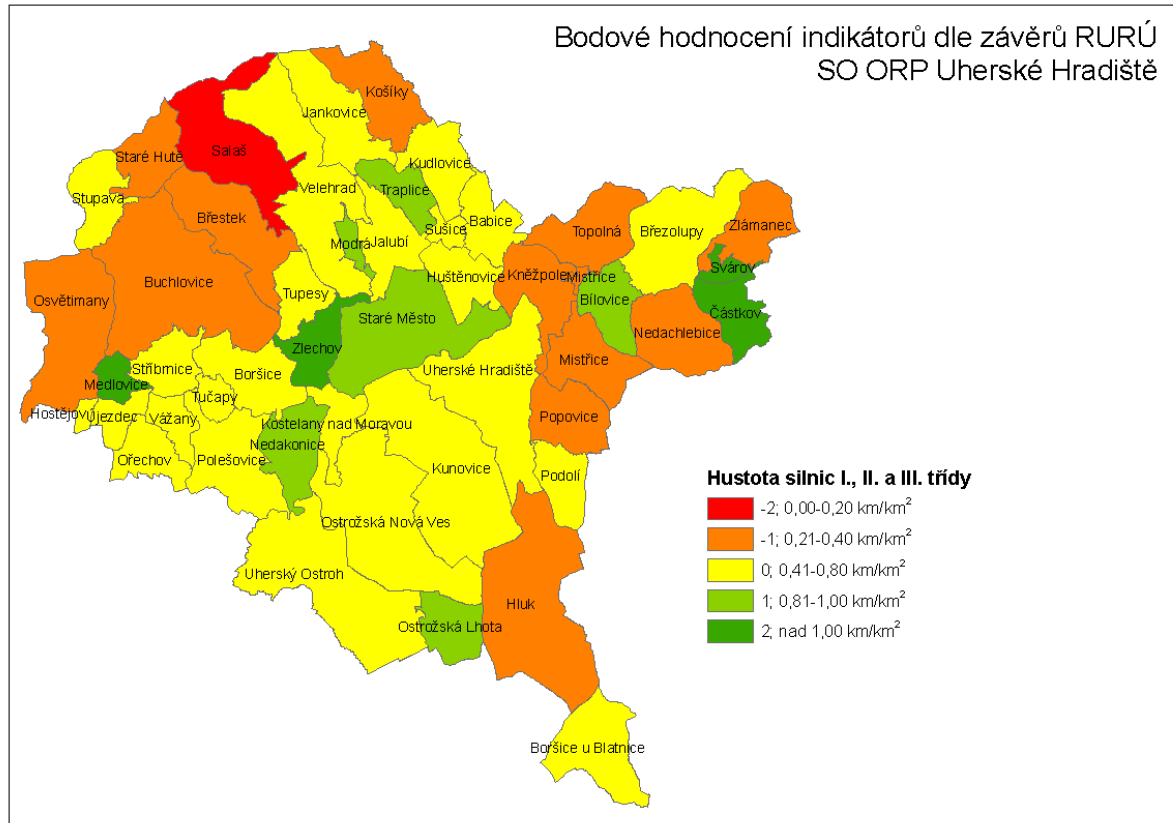 Bodové hodnocení indikátorů dle závěrů RURÚ
SO ORP Uherské Hradiště
Košíky
Jankovice
Salaš
Staré Hutě
Kudlovice
Stupava
Velehrad
Traplice
Břestek
Babice
Sušice
Topolná
Březolupy
Zlámanec
Modrá
Jalubí
Svárov
Huštěnovice
Kněžpole
Mistřice
Buchlovice
Tupesy
Bílovice
Osvětimany
Částkov
Staré Město
Nedachlebice
Zlechov
Mistřice
Stříbrnice
Boršice
Uherské Hradiště
Medlovice
Tučapy
Popovice
Hostějov
Újezdec
Vážany
Kostelany nad Moravou
Nedakonice
Ořechov
Polešovice
Kunovice
Podolí
Hustota silnic I., II. a III. třídy
-2; 0,00-0,20 km/km²
-1; 0,21-0,40 km/km²
0; 0,41-0,80 km/km²
1; 0,81-1,00 km/km²
2; nad 1,00 km/km²
Ostrožská Nová Ves
Uherský Ostroh
Hluk
Ostrožská Lhota
Boršice u Blatnice